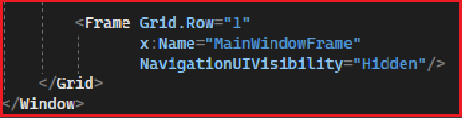 <Frame Grid.Row="1"
x:Name="MainWindowFrame"
NavigationUIVisibility="Hidden"/>
</Grid>
</Window>